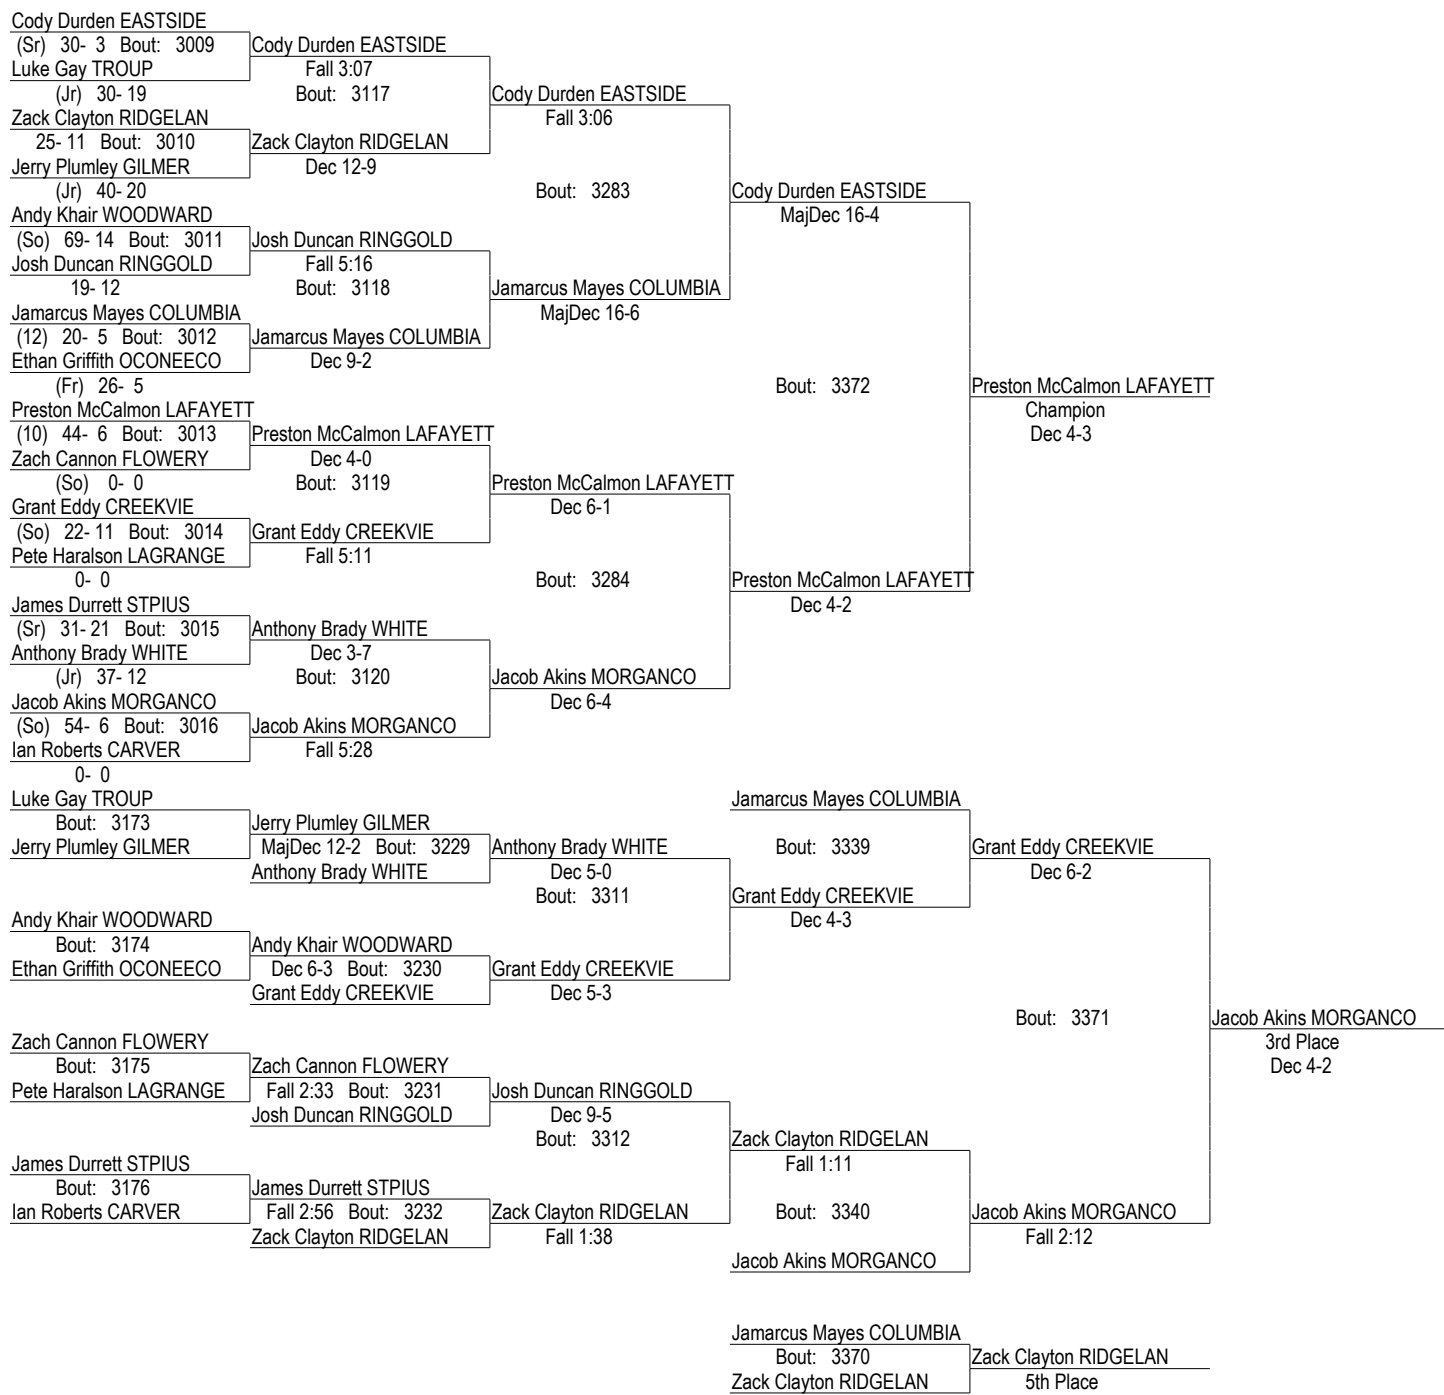 Cody Durden EASTSIDE
(Sr) 30- 3 Bout: 3009 Cody Durden EASTSIDE
Luke Gay TROUP Fall 3:07
(Jr) 30- 19 Bout: 3117 Cody Durden EASTSIDE
Zack Clayton RIDGELAN Fall 3:06
25- 11 Bout: 3010 Zack Clayton RIDGELAN
Jerry Plumley GILMER Dec 12-9
(Jr) 40- 20 Bout: 3283 Cody Durden EASTSIDE
Andy Khair WOODWARD MajDec 16-4
(So) 69- 14 Bout: 3011 Josh Duncan RINGGOLD
Josh Duncan RINGGOLD Fall 5:16
19- 12 Bout: 3118 Jamarcus Mayes COLUMBIA
Jamarcus Mayes COLUMBIA MajDec 16-6
(12) 20- 5 Bout: 3012 Jamarcus Mayes COLUMBIA
Ethan Griffith OCONEECO Dec 9-2
(Fr) 26- 5 Bout: 3372 Preston McCalmon LAFAYETT
Preston McCalmon LAFAYETT Champion
(10) 44- 6 Bout: 3013 Preston McCalmon LAFAYETT Dec 4-3
Zach Cannon FLOWERY Dec 4-0
(So) 0- 0 Bout: 3119 Preston McCalmon LAFAYETT
Grant Eddy CREEKVIE Dec 6-1
(So) 22- 11 Bout: 3014 Grant Eddy CREEKVIE
Pete Haralson LAGRANGE Fall 5:11
0- 0 Bout: 3284 Preston McCalmon LAFAYETT
James Durrett STPIUS Dec 4-2
(Sr) 31- 21 Bout: 3015 Anthony Brady WHITE
Anthony Brady WHITE Dec 3-7
(Jr) 37- 12 Bout: 3120 Jacob Akins MORGANCO
Jacob Akins MORGANCO Dec 6-4
(So) 54- 6 Bout: 3016 Jacob Akins MORGANCO
Ian Roberts CARVER Fall 5:28
0- 0
Luke Gay TROUP Jamarcus Mayes COLUMBIA
Bout: 3173 Jerry Plumley GILMER
Jerry Plumley GILMER MajDec 12-2 Bout: 3229 Anthony Brady WHITE Bout: 3339 Grant Eddy CREEKVIE
Anthony Brady WHITE Dec 5-0 Dec 6-2
Bout: 3311 Grant Eddy CREEKVIE
Andy Khair WOODWARD Dec 4-3
Bout: 3174 Andy Khair WOODWARD
Ethan Griffith OCONEECO Dec 6-3 Bout: 3230 Grant Eddy CREEKVIE
Grant Eddy CREEKVIE Dec 5-3
Bout: 3371 Jacob Akins MORGANCO
Zach Cannon FLOWERY 3rd Place
Bout: 3175 Zach Cannon FLOWERY Dec 4-2
Pete Haralson LAGRANGE Fall 2:33 Bout: 3231 Josh Duncan RINGGOLD
Josh Duncan RINGGOLD Dec 9-5
Bout: 3312 Zack Clayton RIDGELAN
James Durrett STPIUS Fall 1:11
Bout: 3176 James Durrett STPIUS
Ian Roberts CARVER Fall 2:56 Bout: 3232 Zack Clayton RIDGELAN Bout: 3340 Jacob Akins MORGANCO
Zack Clayton RIDGELAN Fall 1:38 Fall 2:12
Jacob Akins MORGANCO
Jamarcus Mayes COLUMBIA
Bout: 3370 Zack Clayton RIDGELAN
Zack Clayton RIDGELAN 5th Place